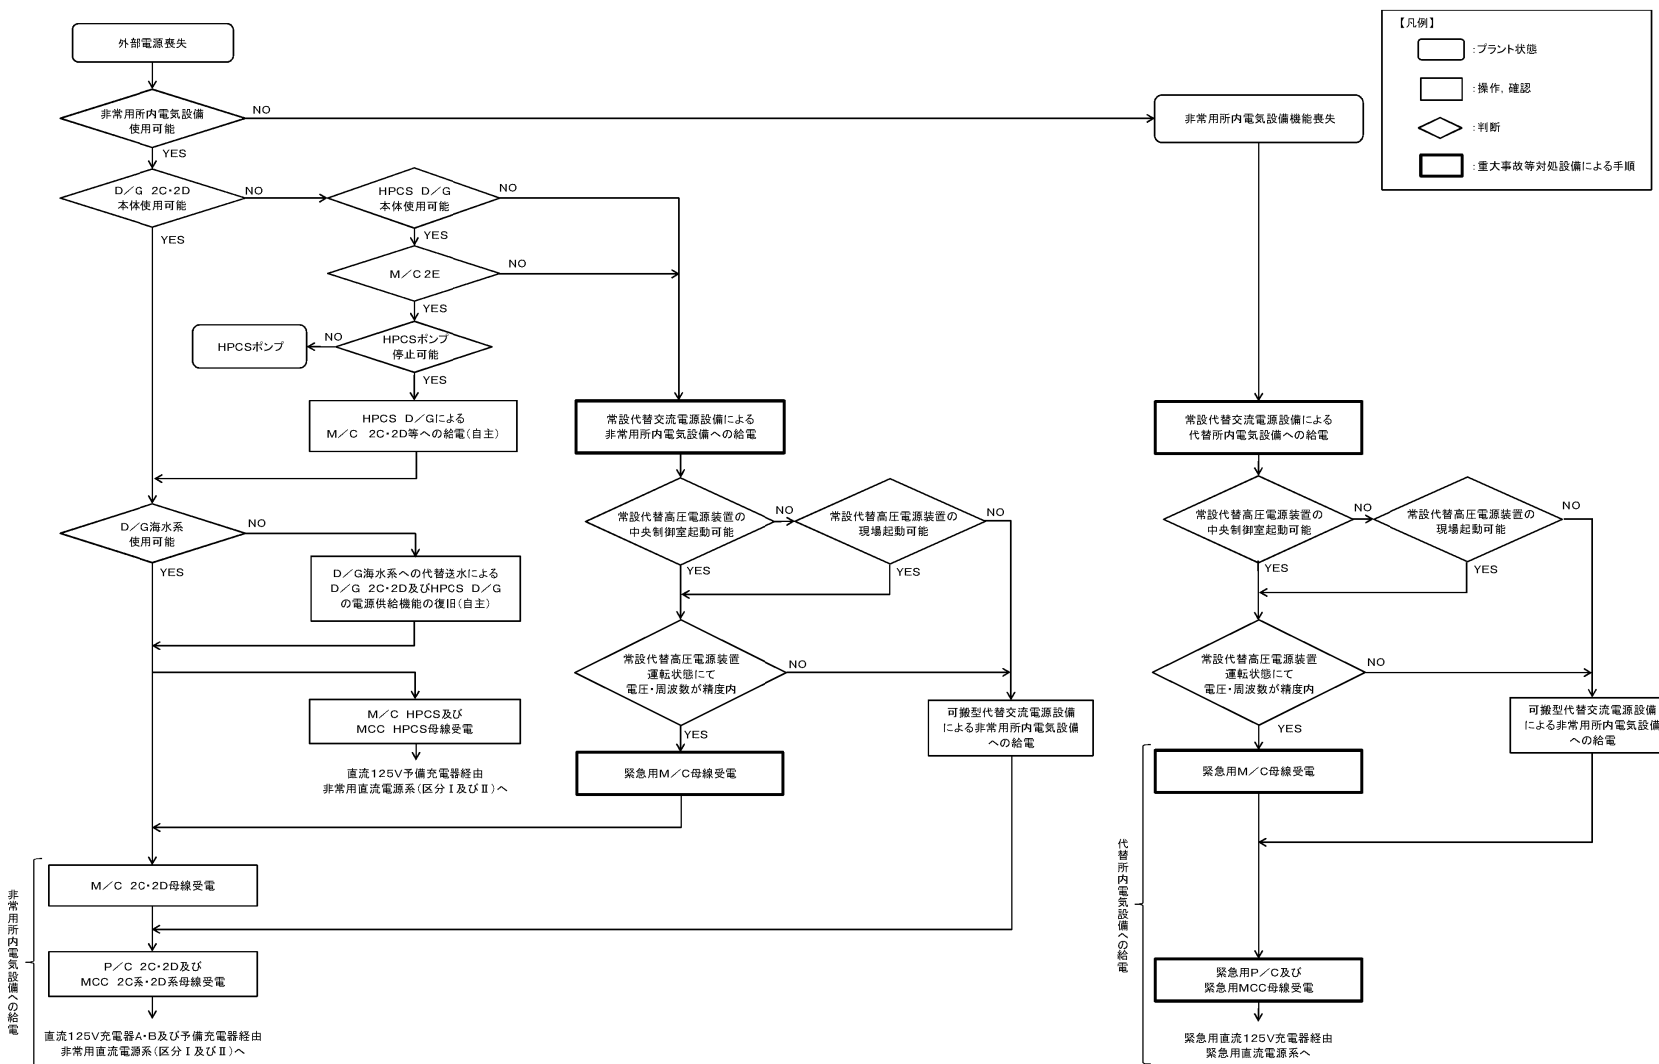 【凡例】
:プラント状態
:操作, 確認
:判断
:重大事故等対処設備による手順
外部電源喪失
非常用所内電気設備
使用可能
NO
YES
非常用所内電気設備機能喪失
D/G 2C・2D
本体使用可能
NO
YES
HPCS D/G
本体使用可能
NO
YES
M/C 2E
NO
YES
HPCSポンプ
停止可能
NO
YES
HPCSポンプ
HPCS D/Gによる
M/C 2C・2D等への給電(自主)
D/G海水系
使用可能
NO
YES
D/G海水系への代替送水による
D/G 2C・2D及びHPCS D/G
の電源供給機能の復旧(自主)
M/C HPCS及び
MCC HPCS母線受電
直流125V予備充電器経由
非常用直流電源系(区分Ⅰ及びⅡ)へ
常設代替交流電源設備による
非常用所内電気設備への給電
常設代替高圧電源装置の
中央制御室起動可能
NO
YES
常設代替高圧電源装置の
現場起動可能
NO
YES
常設代替高圧電源装置
運転状態にて
電圧・周波数が精度内
NO
YES
緊急用M/C母線受電
可搬型代替交流電源設備
による非常用所内電気設備
への給電
非常用所内電気設備への給電
M/C 2C・2D母線受電
P/C 2C・2D及び
MCC 2C系・2D系母線受電
直流125V充電器A・B及び予備充電器経由
非常用直流電源系(区分Ⅰ及びⅡ)へ
常設代替交流電源設備による
代替所内電気設備への給電
常設代替高圧電源装置の
中央制御室起動可能
NO
YES
常設代替高圧電源装置の
現場起動可能
NO
YES
常設代替高圧電源装置
運転状態にて
電圧・周波数が精度内
NO
YES
可搬型代替交流電源設備
による非常用所内電気設備
への給電
代替所内電気設備への給電
緊急用M/C母線受電
緊急用P/C及び
緊急用MCC母線受電
緊急用直流125V充電器経由
緊急用直流電源系へ